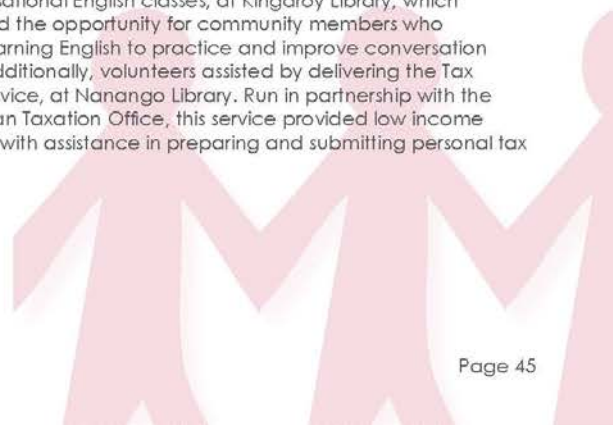 sational English classes, at Kingaroy Library, which
d the opportunity for community members who
arning English to practice and improve conversation
dditionally, volunteers assisted by delivering the Tax
vice, at Nanango Library. Run in partnership with the
an Taxation Office, this service provided low income
with assistance in preparing and submitting personal tax
Page 45